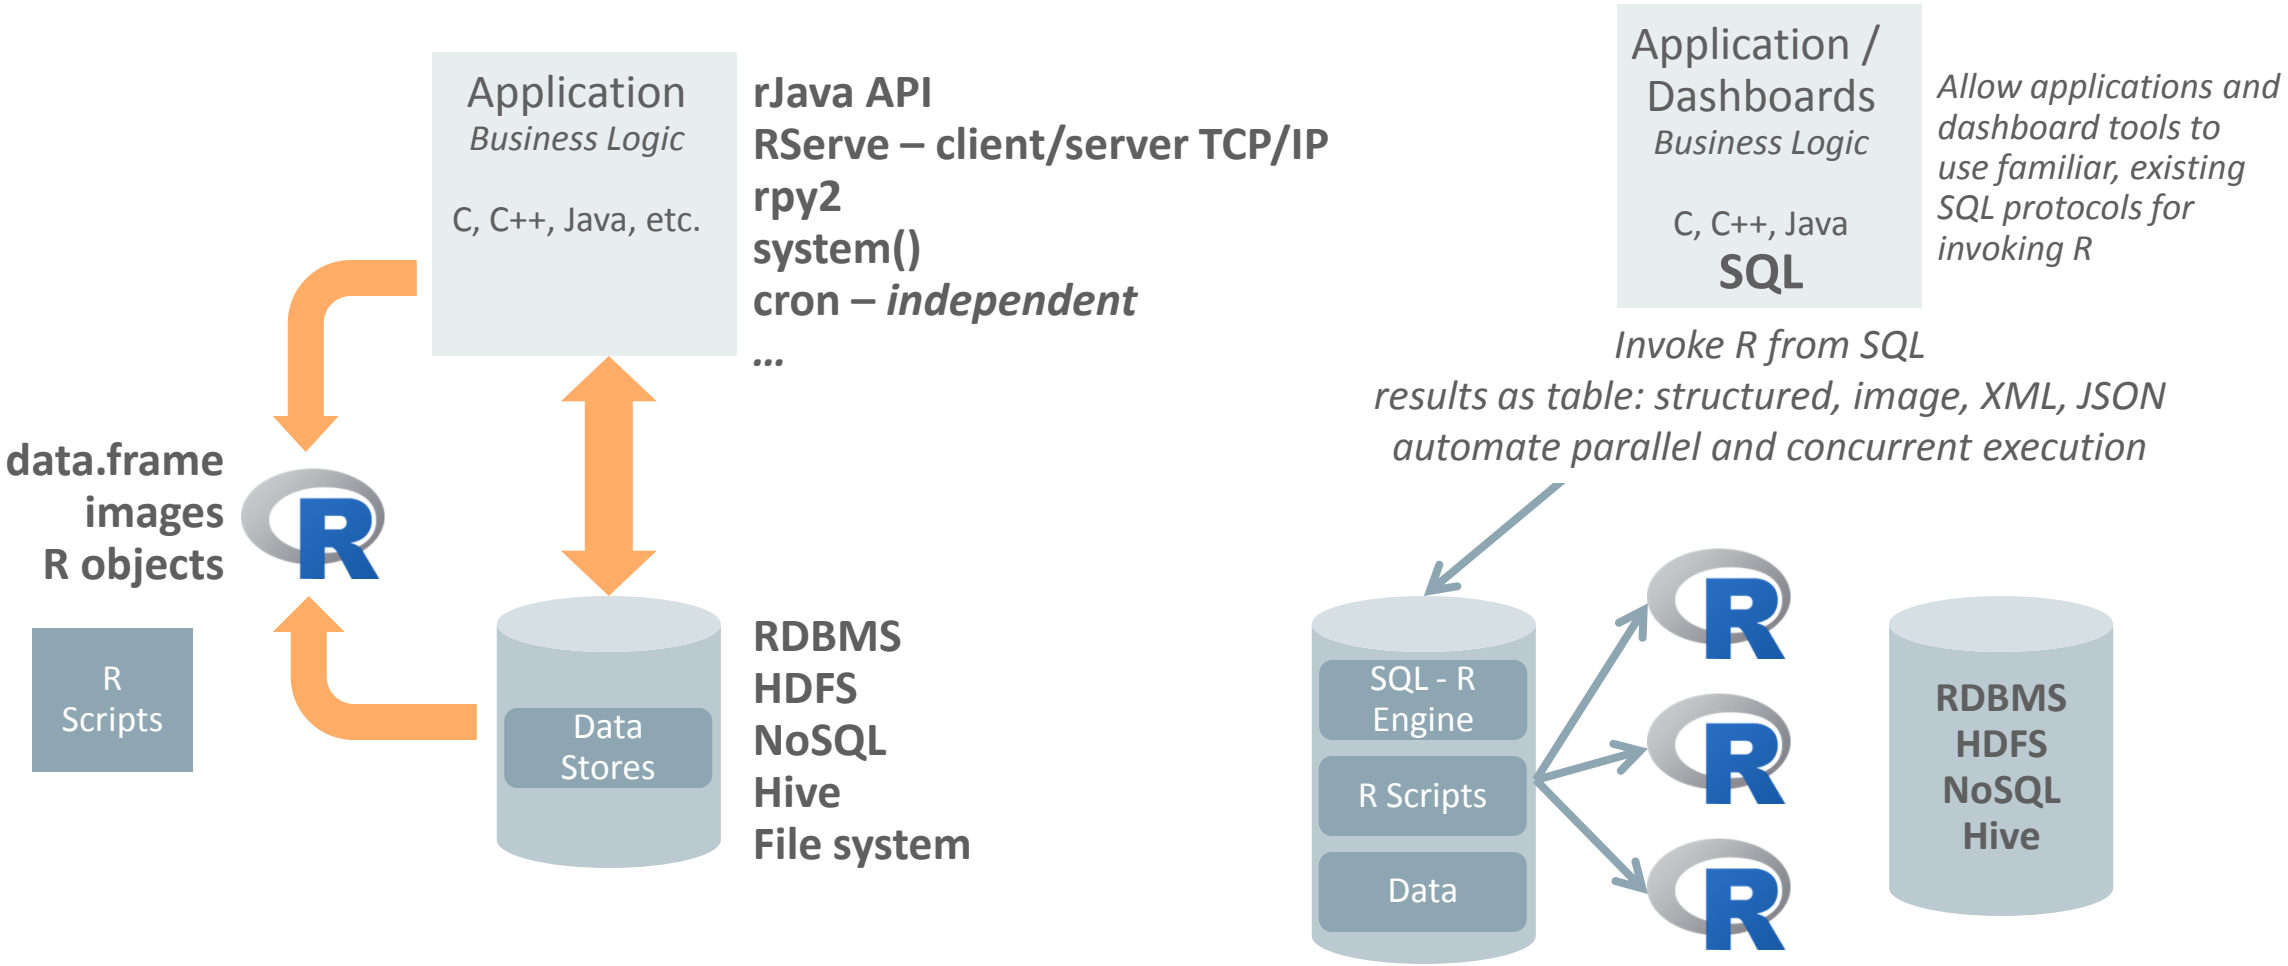 Application
Business Logic
C, C++, Java, etc.
rJava API
RServe – client/server TCP/IP
rpy2
system()
cron – independent
...
data.frame
images
R objects
R
R
Scripts
Data
Stores
RDBMS
HDFS
NoSQL
Hive
File system
Application /
Dashboards
Business Logic
C, C++, Java
SQL
Allow applications and
dashboard tools to
use familiar, existing
SQL protocols for
invoking R
Invoke R from SQL
results as table: structured, image, XML, JSON
automate parallel and concurrent execution
SQL - R
Engine
R Scripts
Data
R
R
R
RDBMS
HDFS
NoSQL
Hive